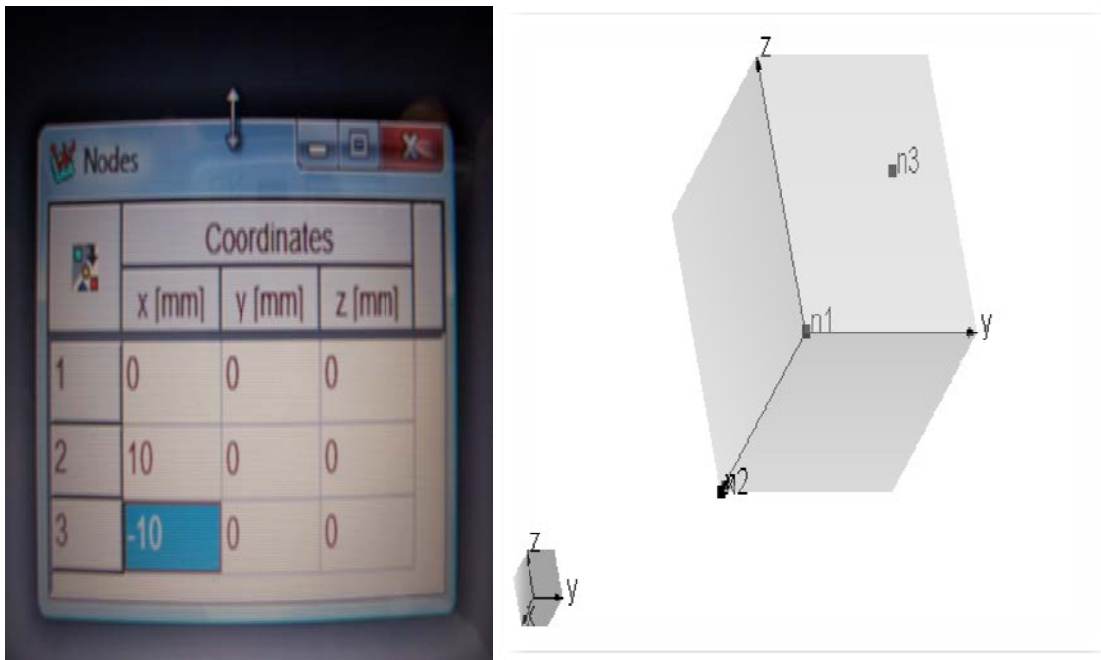 Nodes
Coordinates
x [mm] y [mm] z [mm]
1 0 0 0
2 10 0 0
3 -10 0 0
z
n3
n1
y
n2
z
y
x